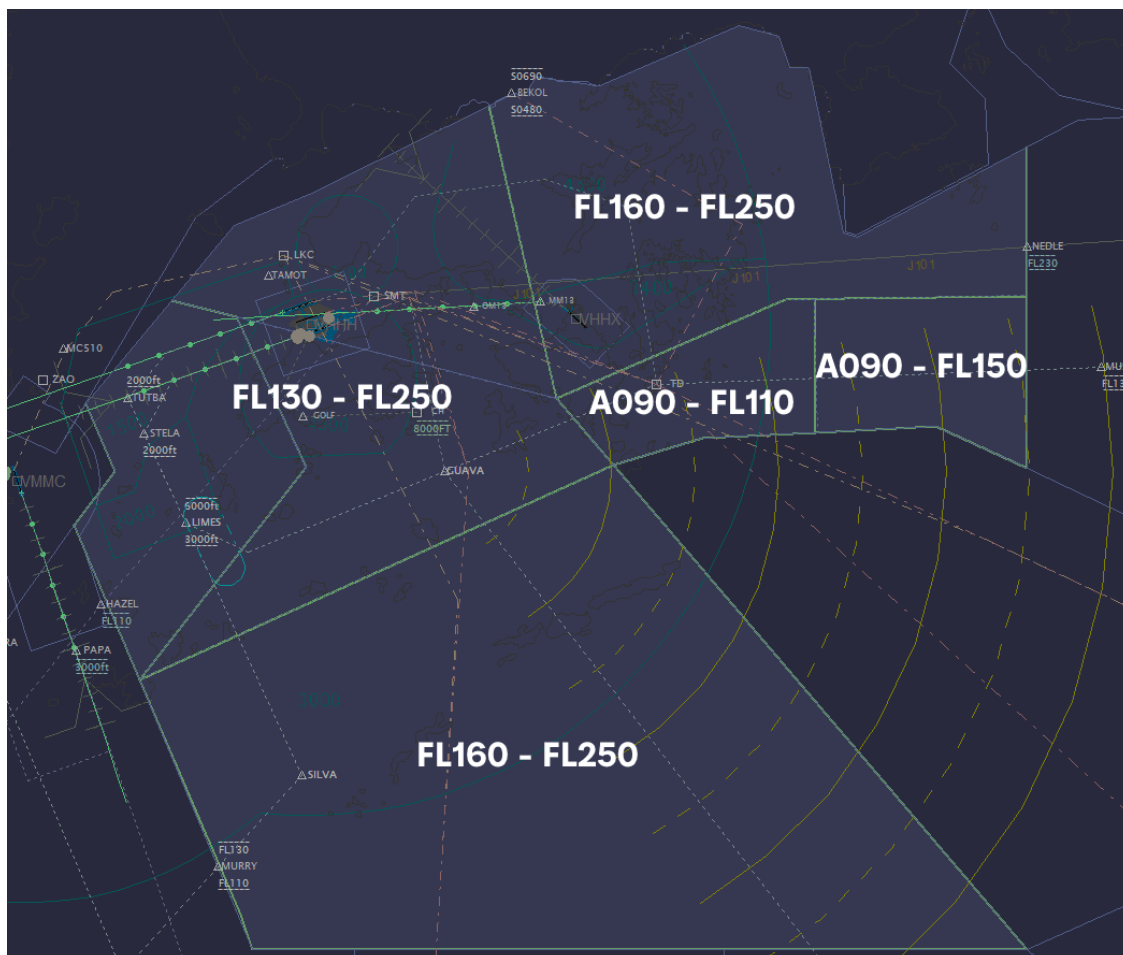 S0690
BEKOL
S0480
FL160 - FL250
NEDLE
FL230
LKC
TAMOT
J101
J101
SMT
MM13
VHHX
MCS10
ZAO
2000ft
TUTBA
FL130 - FL250
A090 - FL150
TD
A090 - FL110
GOLF
8000FT
STELA
2000ft
GUAVA
VMMC
6000ft
LIMES
3000ft
HAZEL
FL110
PAPA
3000ft
FL160 - FL250
SILVA
FL130
MURRY
FL110